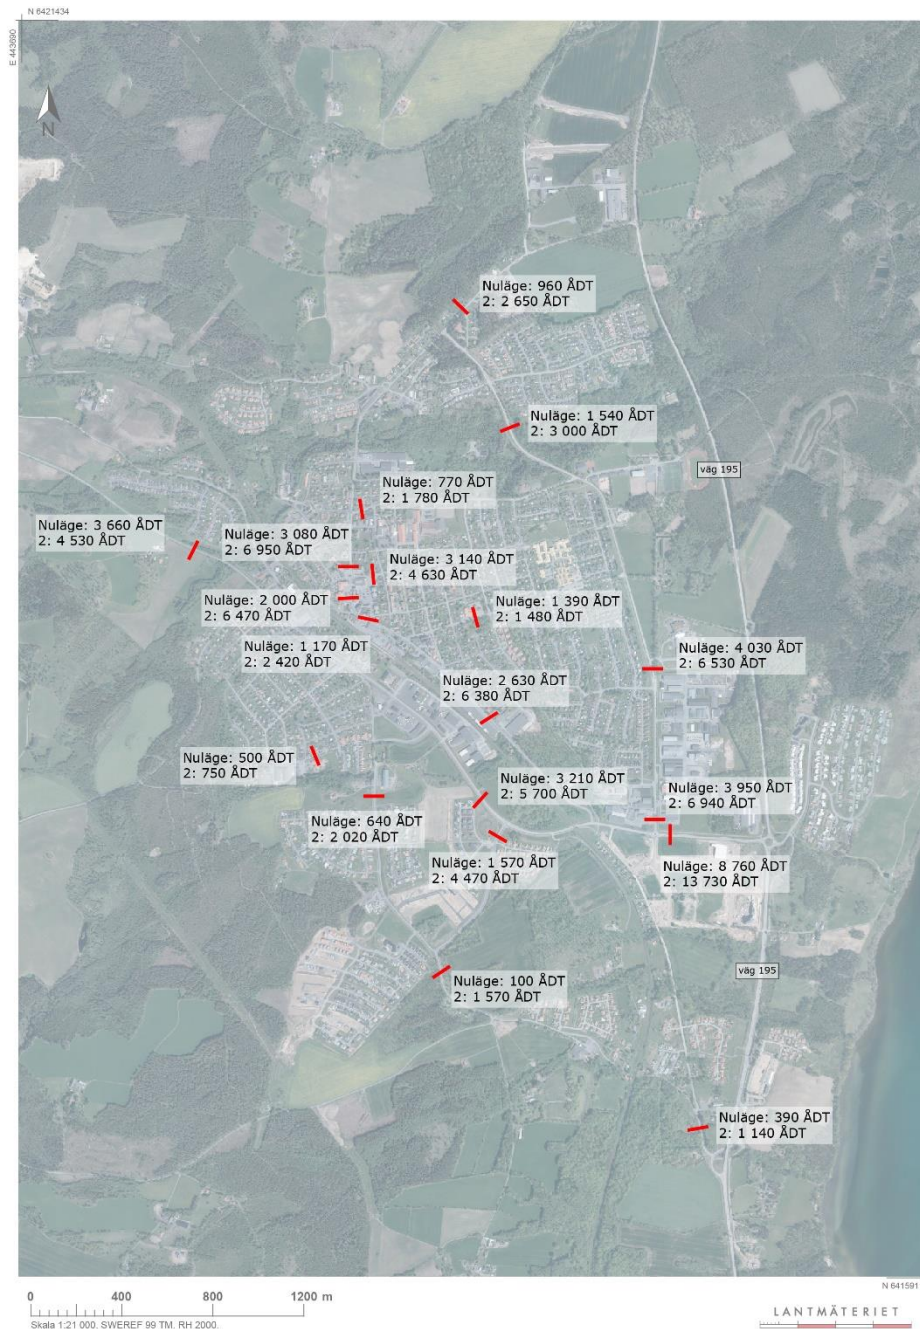 N 6421434
E 443690
N
Nuläge: 960 ÅDT
2: 2 650 ÅDT
Nuläge: 1 540 ÅDT
2: 3 000 ÅDT
väg 195
Nuläge: 770 ÅDT
2: 1 780 ÅDT
Nuläge: 3 660 ÅDT
2: 4 530 ÅDT
Nuläge: 3 080 ÅDT
2: 6 950 ÅDT
Nuläge: 3 140 ÅDT
2: 4 630 ÅDT
Nuläge: 2 000 ÅDT
2: 6 470 ÅDT
Nuläge: 1 390 ÅDT
2: 1 480 ÅDT
Nuläge: 1 170 ÅDT
2: 2 420 ÅDT
Nuläge: 4 030 ÅDT
2: 6 530 ÅDT
Nuläge: 2 630 ÅDT
2: 6 380 ÅDT
Nuläge: 500 ÅDT
2: 750 ÅDT
Nuläge: 3 210 ÅDT
2: 5 700 ÅDT
Nuläge: 3 950 ÅDT
2: 6 940 ÅDT
Nuläge: 640 ÅDT
2: 2 020 ÅDT
Nuläge: 1 570 ÅDT
2: 4 470 ÅDT
Nuläge: 8 760 ÅDT
2: 13 730 ÅDT
väg 195
Nuläge: 100 ÅDT
2: 1 570 ÅDT
Nuläge: 390 ÅDT
2: 1 140 ÅDT
N 641591
0 400 800 1200 m
Skala 1:21 000, SWEREF 99 TM, RH 2000.
LANTMÄTERIET